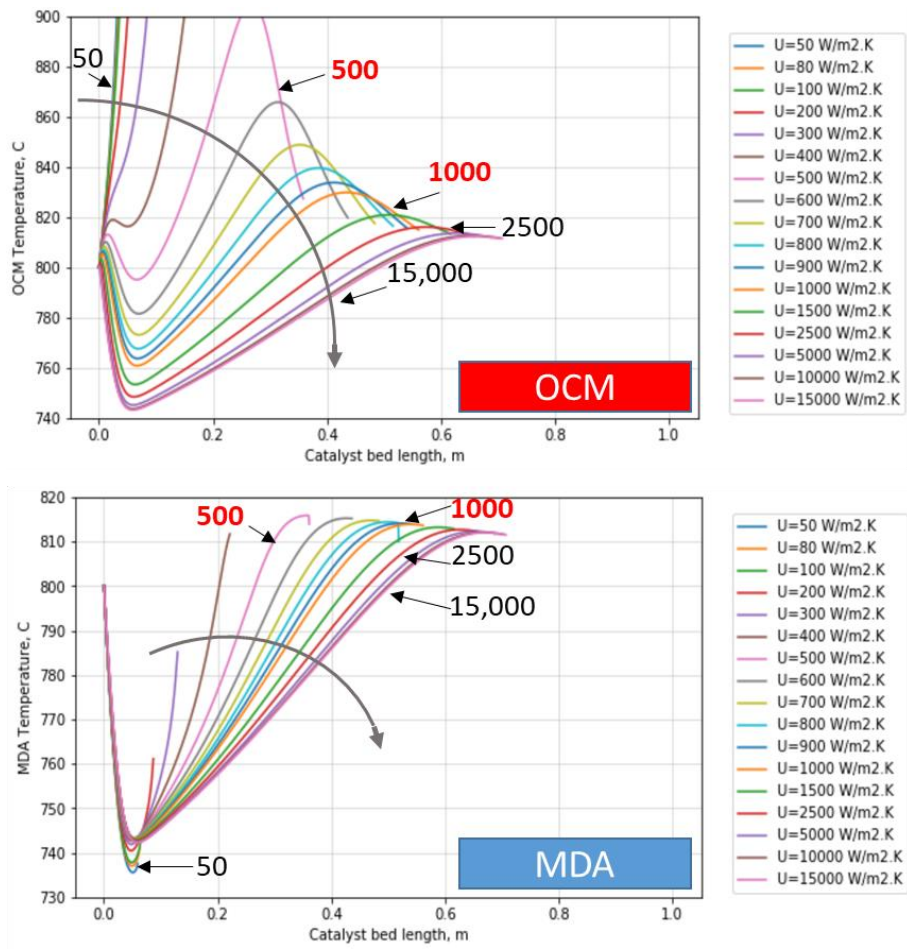 900
880
860
840
820
800
780
760
740
OCM Temperature, C
50
500
1000
2500
15,000
OCM
0.0 0.2 0.4 0.6 0.8 1.0
Catalyst bed length, m
U=50 W/m2.K
U=80 W/m2.K
U=100 W/m2.K
U=200 W/m2.K
U=300 W/m2.K
U=400 W/m2.K
U=500 W/m2.K
U=600 W/m2.K
U=700 W/m2.K
U=800 W/m2.K
U=900 W/m2.K
U=1000 W/m2.K
U=1500 W/m2.K
U=2500 W/m2.K
U=5000 W/m2.K
U=10000 W/m2.K
U=15000 W/m2.K
820
810
800
790
780
770
760
750
740
730
MDA Temperature, C
500
1000
2500
15,000
50
MDA
0.0 0.2 0.4 0.6 0.8 1.0
Catalyst bed length, m
U=50 W/m2.K
U=80 W/m2.K
U=100 W/m2.K
U=200 W/m2.K
U=300 W/m2.K
U=400 W/m2.K
U=500 W/m2.K
U=600 W/m2.K
U=700 W/m2.K
U=800 W/m2.K
U=900 W/m2.K
U=1000 W/m2.K
U=1500 W/m2.K
U=2500 W/m2.K
U=5000 W/m2.K
U=10000 W/m2.K
U=15000 W/m2.K